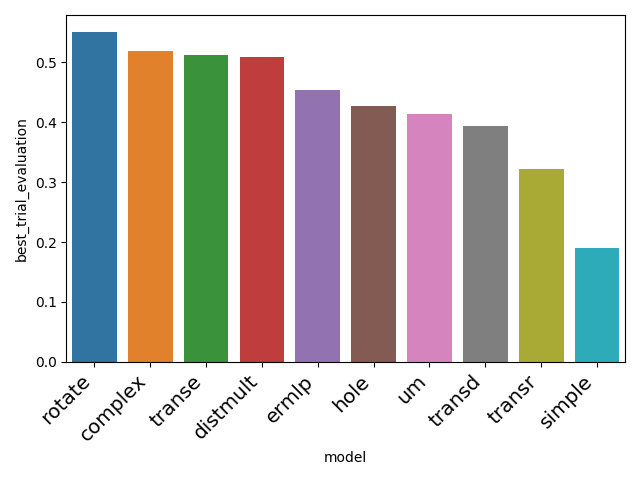 best_trial_evaluation
0.5
0.4
0.3
0.2
0.1
0.0
rotate
complex
transe
distmult
ermlp
hole
um
transd
transr
simple
model